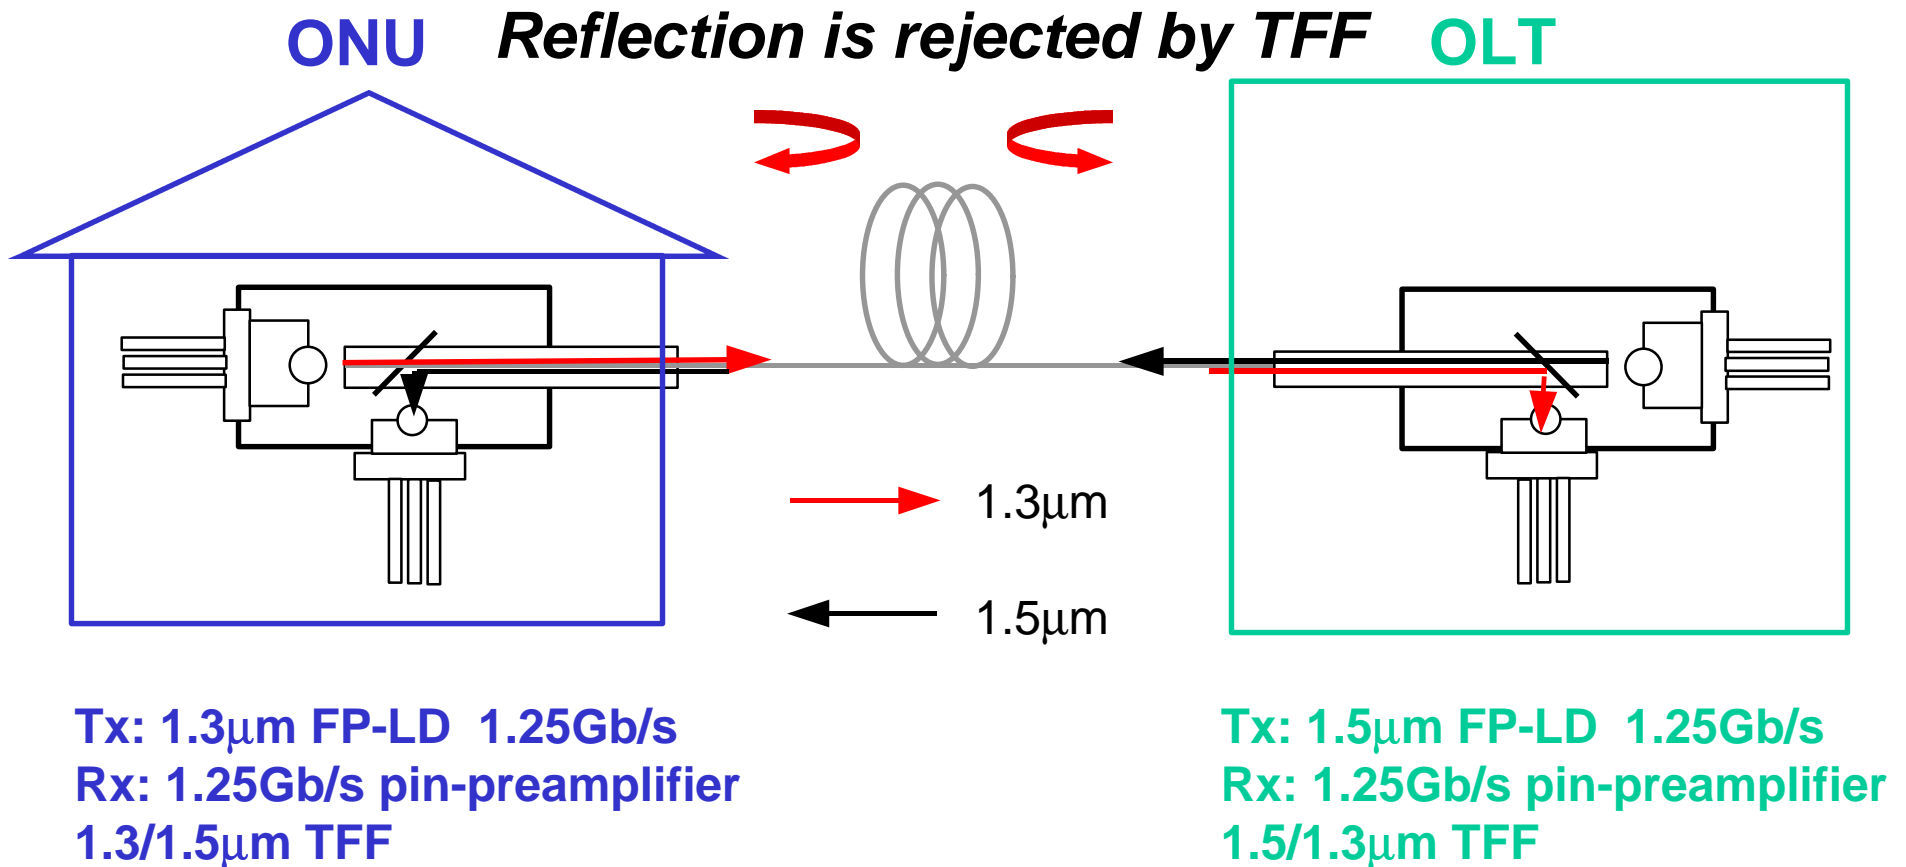 ONU Reflection is rejected by TFF OLT
1.3μm
1.5μm
Tx: 1.3μm FP-LD 1.25Gb/s
Rx: 1.25Gb/s pin-preamplifier
1.3/1.5μm TFF
Tx: 1.5μm FP-LD 1.25Gb/s
Rx: 1.25Gb/s pin-preamplifier
1.5/1.3μm TFF